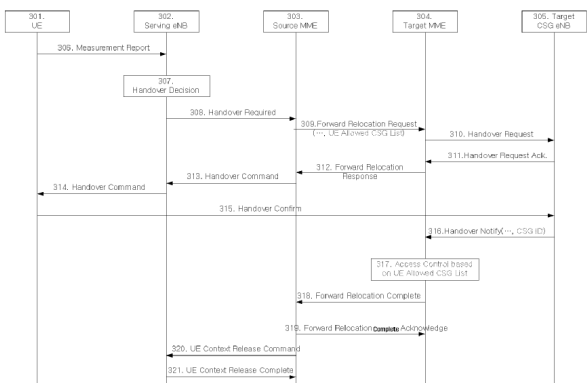 301.
UE
302.
Serving eNB
303.
Source MME
304.
Target MME
305. Target
CSG eNB
306. Measurement Report
307.
Handover Decision
308. Handover Required
309.Forward Relocation Request
(…, UE Allowed CSG List)
310. Handover Request
311.Handover Request Ack.
312. Forward Relocation
Response
313. Handover Command
314. Handover Command
315. Handover Confirm
316.Handover Notify(…, CSG ID)
317. Access Control based
on UE Allowed CSG List
318. Forward Relocation Complete
319. Forward Relocation Complete Acknowledge
320. UE Context Release Command
321. UE Context Release Complete